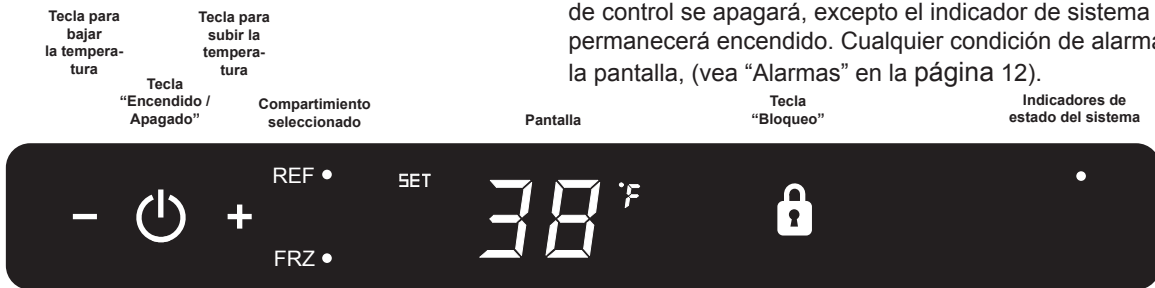 de control se apagará, excepto el indicador de sistema
permanecerá encendido. Cualquier condición de alarma
la pantalla, (vea “Alarmas” en la página 12).
Tecla para
bajar
la tempera-
tura
Tecla
“Encendido /
Apagado”
Tecla para
subir la
tempera-
tura
Compartimiento
seleccionado
Pantalla
Tecla
“Bloqueo”
Indicadores de
estado del sistema
REF
SET
38 °F
FRZ